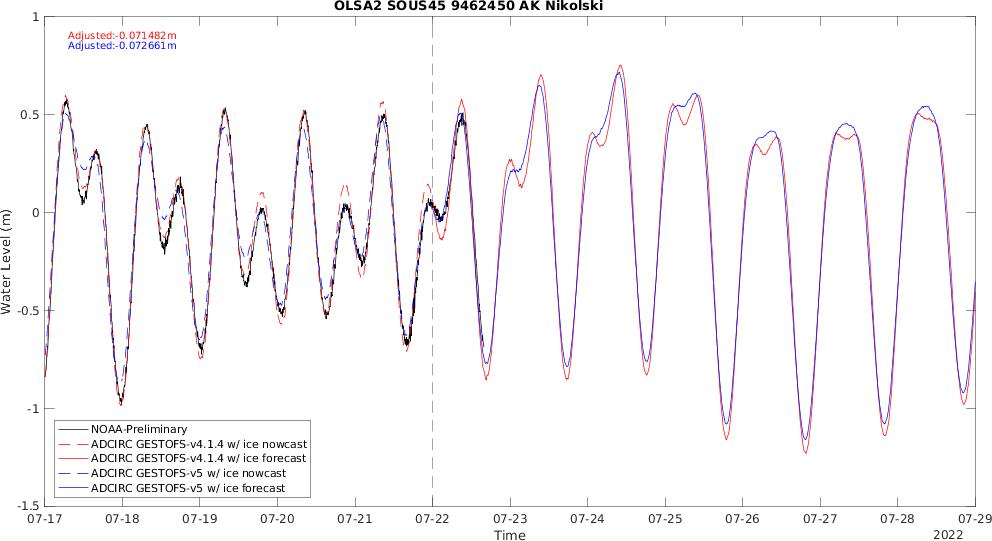 OLSA2 SOUS45 9462450 AK Nikolski
Adjusted:-0.071482m
Adjusted:-0.072661m
1
0.5
0
-0.5
-1
-1.5
Water Level (m)
NOAA-Preliminary
ADCIRC GESTOFS-v4.1.4 w/ ice nowcast
ADCIRC GESTOFS-v4.1.4 w/ ice forecast
ADCIRC GESTOFS-v5 w/ ice nowcast
ADCIRC GESTOFS-v5 w/ ice forecast
07-17 07-18 07-19 07-20 07-21 07-22 07-23 07-24 07-25 07-26 07-27 07-28 07-29
Time
2022